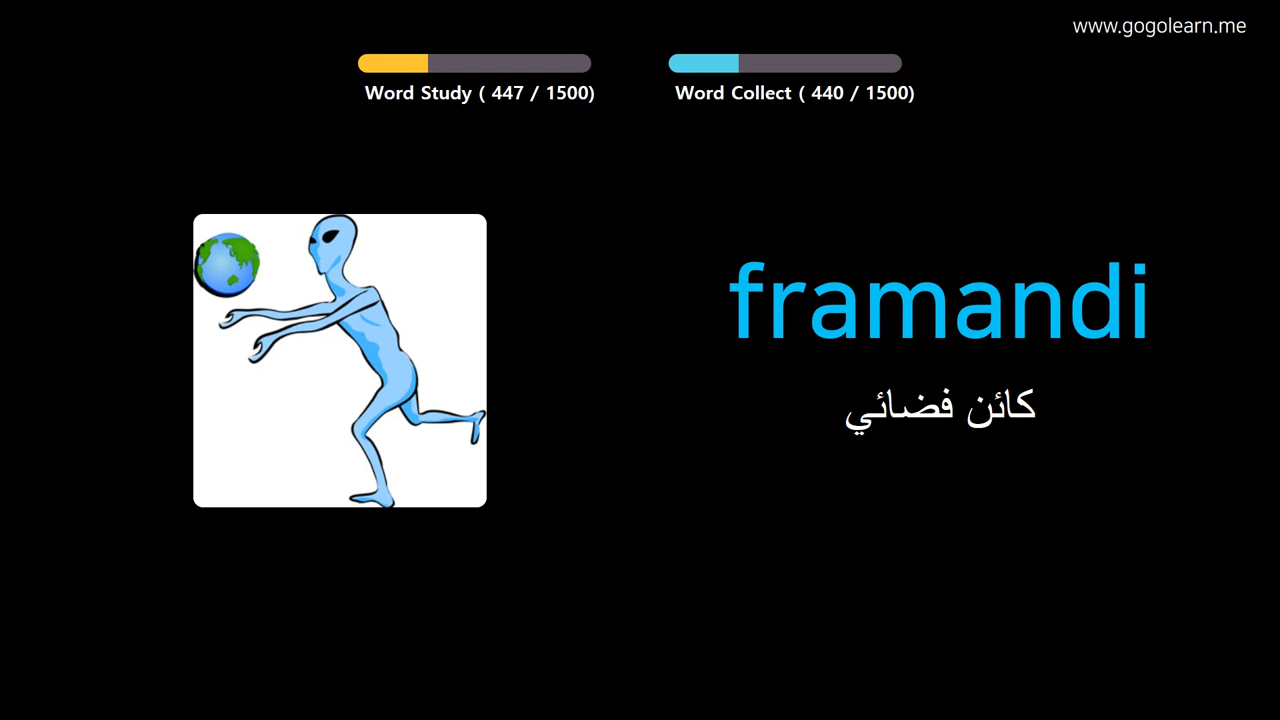 www.gogolearn.me
Word Study ( 447 / 1500)
Word Collect ( 440 / 1500)
framandi
كائن فضائي